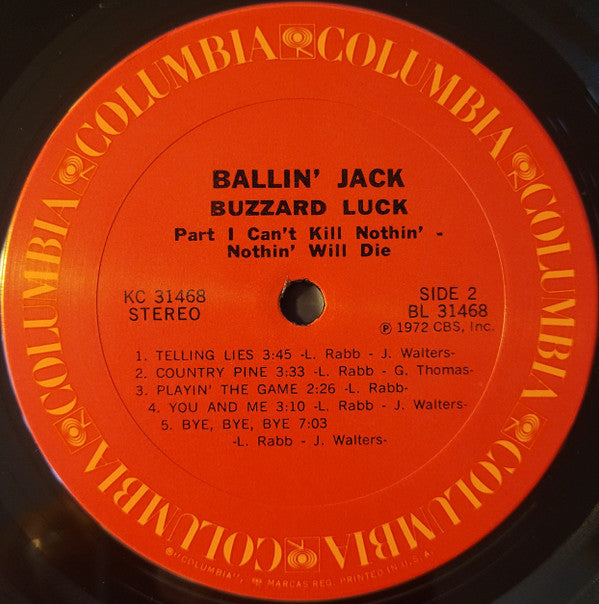 COLUMBIA COLUMBIA COLUMBIA COLUMBIA COLUMBIA COLUMBIA
BALLIN' JACK
BUZZARD LUCK
Part I Can't Kill Nothin' -
Nothin' Will Die
KC 31468
STEREO
SIDE 2
BL 31468
℗ 1972 CBS, Inc.
1. TELLING LIES 3:45 -L. Rabb - J. Walters-
2. COUNTRY PINE 3:33 -L. Rabb - G. Thomas-
3. PLAYIN' THE GAME 2:26 -L. Rabb-
4. YOU AND ME 3:10 -L. Rabb - J. Walters-
5. BYE, BYE, BYE 7:03
-L. Rabb - J. Walters-
"COLUMBIA", MARCAS REG. PRINTED IN U.S.A.